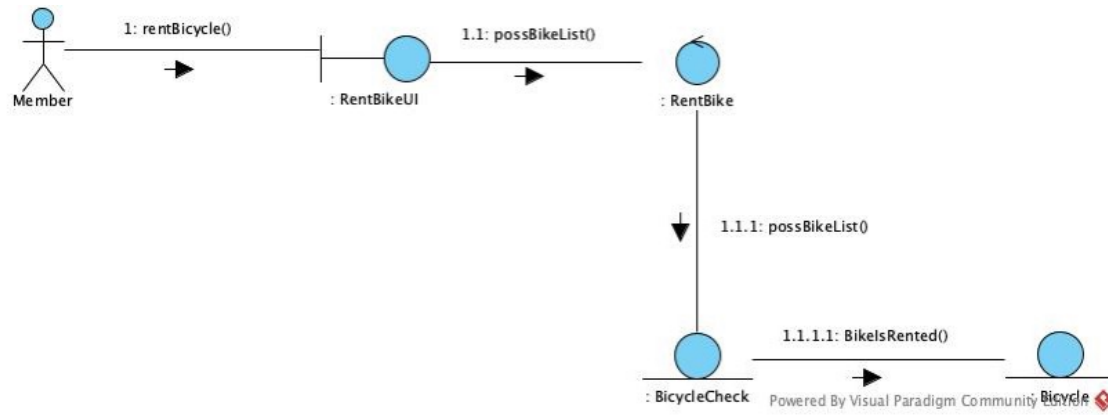 1: rentBicycle()
1.1: possBikeList()
Member
: RentBikeUI
: RentBike
1.1.1: possBikeList()
1.1.1.1: BikeIsRented()
: BicycleCheck
: Bicycle
Powered By Visual Paradigm Community Edition